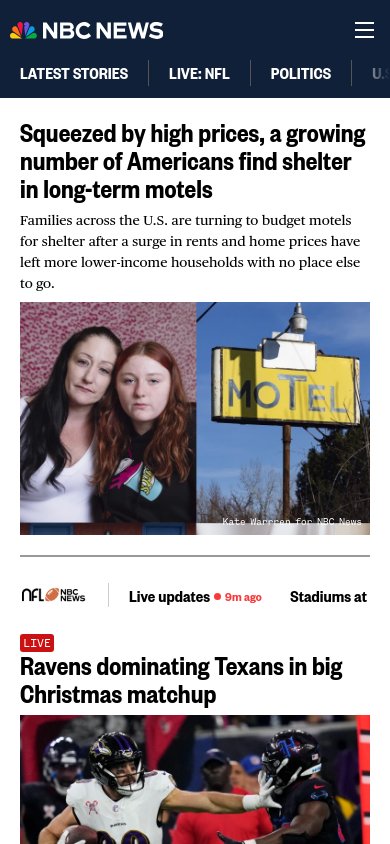 NBC NEWS
LATEST STORIES
LIVE: NFL
POLITICS
U.S
Squeezed by high prices, a growing
number of Americans find shelter
in long-term motels
Families across the U.S. are turning to budget motels
for shelter after a surge in rents and home prices have
left more lower-income households with no place else
to go.
MOTEL
Kate Warren for NBC News
NFL NBC NEWS
Live updates 9m ago
Stadiums at
LIVE
Ravens dominating Texans in big
Christmas matchup